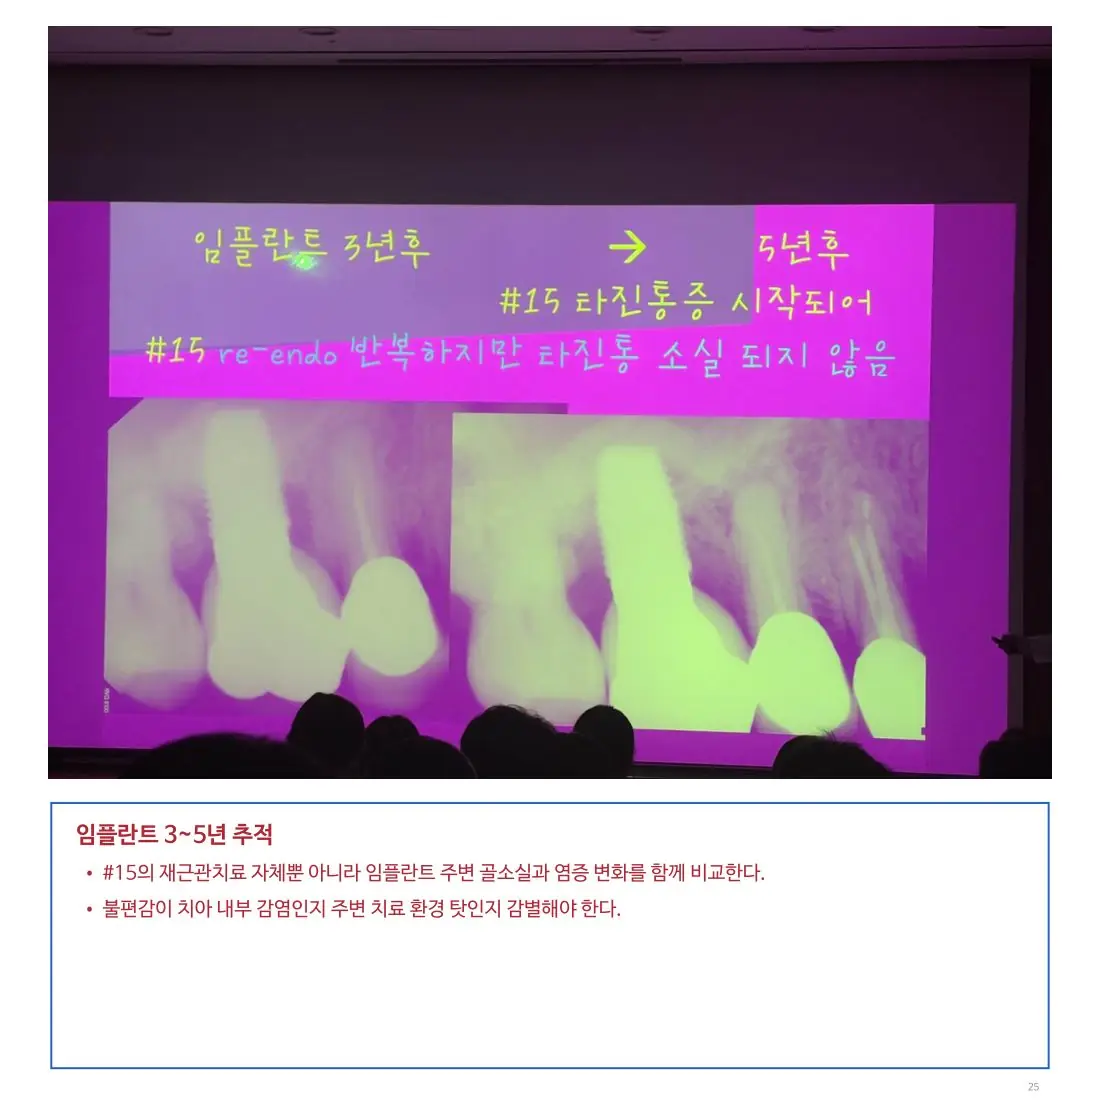 임플란트 3년후 → 5년후
#15 타진통증 시작되어
#15 re-endo 반복하지만 타진통 소실 되지 않음
임플란트 3~5년 추적
• #15의 재근관치료 자체뿐 아니라 임플란트 주변 골소실과 염증 변화를 함께 비교한다.
• 불편감이 치아 내부 감염인지 주변 치료 환경 탓인지 감별해야 한다.
25